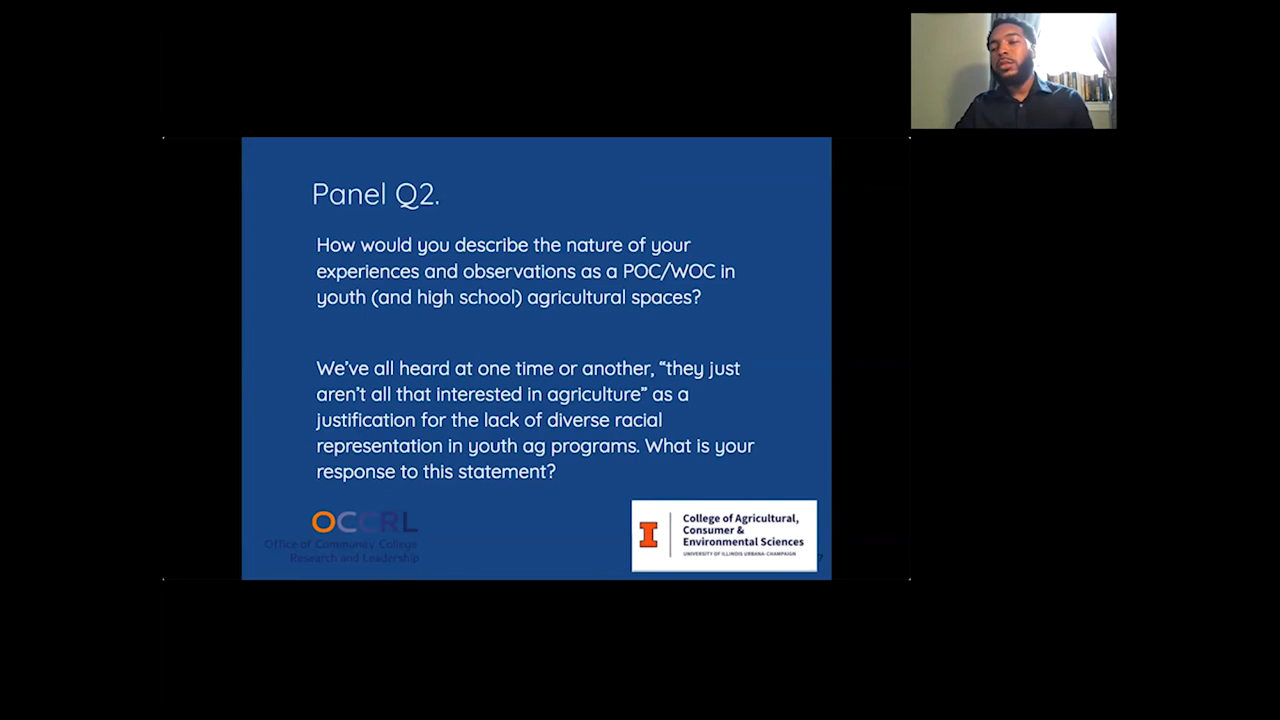 Panel Q2.
How would you describe the nature of your
experiences and observations as a POC/WOC in
youth (and high school) agricultural spaces?
We’ve all heard at one time or another, “they just
aren’t all that interested in agriculture” as a
justification for the lack of diverse racial
representation in youth ag programs. What is your
response to this statement?
OCCRL
Office of Community College
Research and Leadership
I
College of Agricultural,
Consumer &
Environmental Sciences
UNIVERSITY OF ILLINOIS URBANA-CHAMPAIGN
7